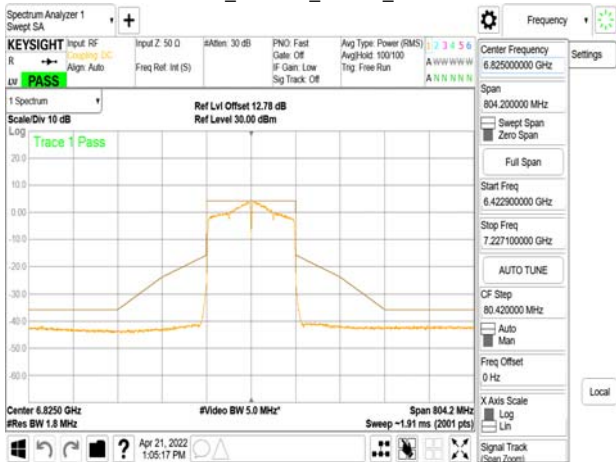 Spectrum Analyzer 1
Swept SA
Frequency
KEYSIGHT
Input: RF
Coupling: DC
Align: Auto
Input Z: 50 Ω
Freq Ref: Int (S)
#Atten: 30 dB
PNO: Fast
Gate: Off
IF Gain: Low
Sig Track: Off
Avg Type: Power (RMS)
Avg|Hold: 100/100
Trig: Free Run
1 2 3 4 5 6
A W W W W W
A N N N N N
R
LV PASS
1 Spectrum
Scale/Div 10 dB
Ref Lvl Offset 12.78 dB
Ref Level 30.00 dBm
Log
Trace 1 Pass
20.0
10.0
0.00
-10.0
-20.0
-30.0
-40.0
-50.0
-60.0
Center 6.8250 GHz
#Res BW 1.8 MHz
#Video BW 5.0 MHz*
Span 804.2 MHz
Sweep ~1.91 ms (2001 pts)
Apr 21, 2022
1:05:17 PM
Center Frequency
6.825000000 GHz
Settings
Span
804.200000 MHz
Swept Span
Zero Span
Full Span
Start Freq
6.422900000 GHz
Stop Freq
7.227100000 GHz
AUTO TUNE
CF Step
80.420000 MHz
Auto
Man
Freq Offset
0 Hz
X Axis Scale
Log
Lin
Local
Signal Track
(Span Zoom)